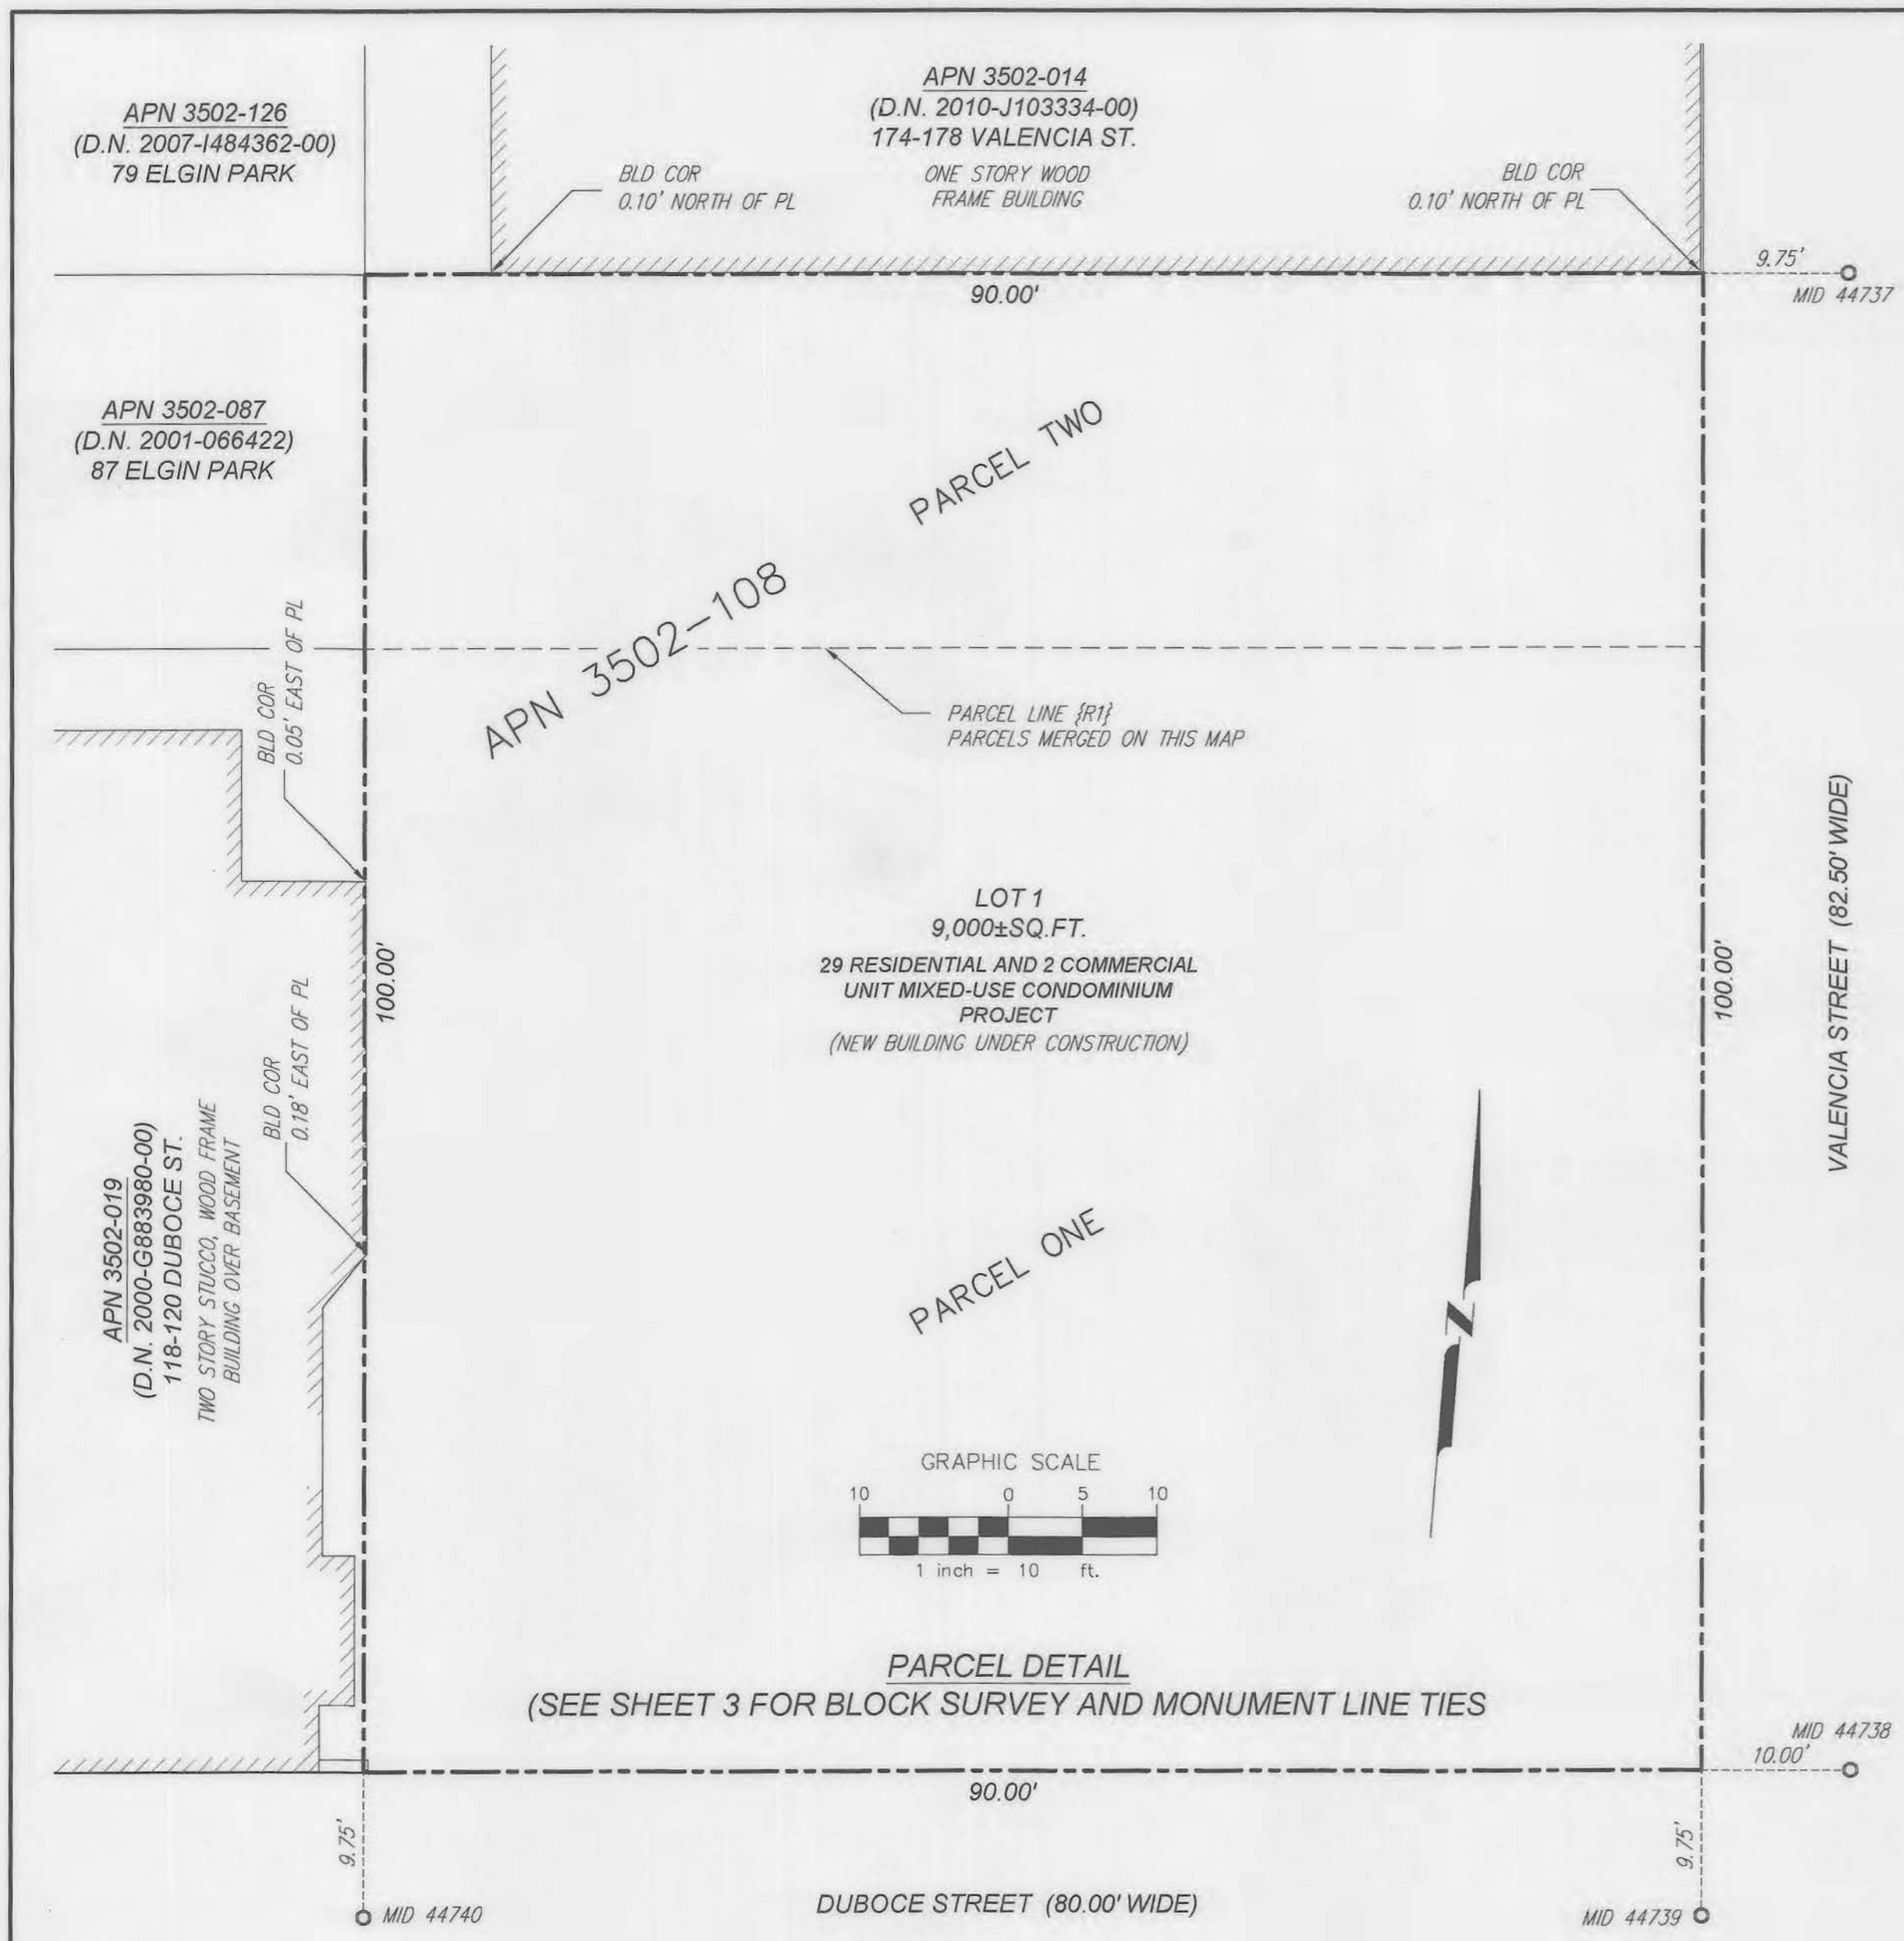 APN 3502-126
(D.N. 2007-I484362-00)
79 ELGIN PARK
APN 3502-014
(D.N. 2010-J103334-00)
174-178 VALENCIA ST.
ONE STORY WOOD
FRAME BUILDING
BLD COR
0.10' NORTH OF PL
BLD COR
0.10' NORTH OF PL
9.75'
MID 44737
90.00'
APN 3502-087
(D.N. 2001-066422)
87 ELGIN PARK
PARCEL TWO
APN 3502-108
BLD COR
0.05' EAST OF PL
PARCEL LINE {R1}
PARCELS MERGED ON THIS MAP
VALENCIA STREET (82.50' WIDE)
LOT 1
9,000±SQ.FT.
29 RESIDENTIAL AND 2 COMMERCIAL
UNIT MIXED-USE CONDOMINIUM
PROJECT
(NEW BUILDING UNDER CONSTRUCTION)
100.00'
100.00'
BLD COR
0.18' EAST OF PL
APN 3502-019
(D.N. 2000-G883980-00)
118-120 DUBOCE ST.
TWO STORY STUCCO, WOOD FRAME
BUILDING OVER BASEMENT
PARCEL ONE
N
GRAPHIC SCALE
10 0 5 10
1 inch = 10 ft.
PARCEL DETAIL
(SEE SHEET 3 FOR BLOCK SURVEY AND MONUMENT LINE TIES
MID 44738
10.00'
90.00'
9.75'
9.75'
DUBOCE STREET (80.00' WIDE)
MID 44740
MID 44739